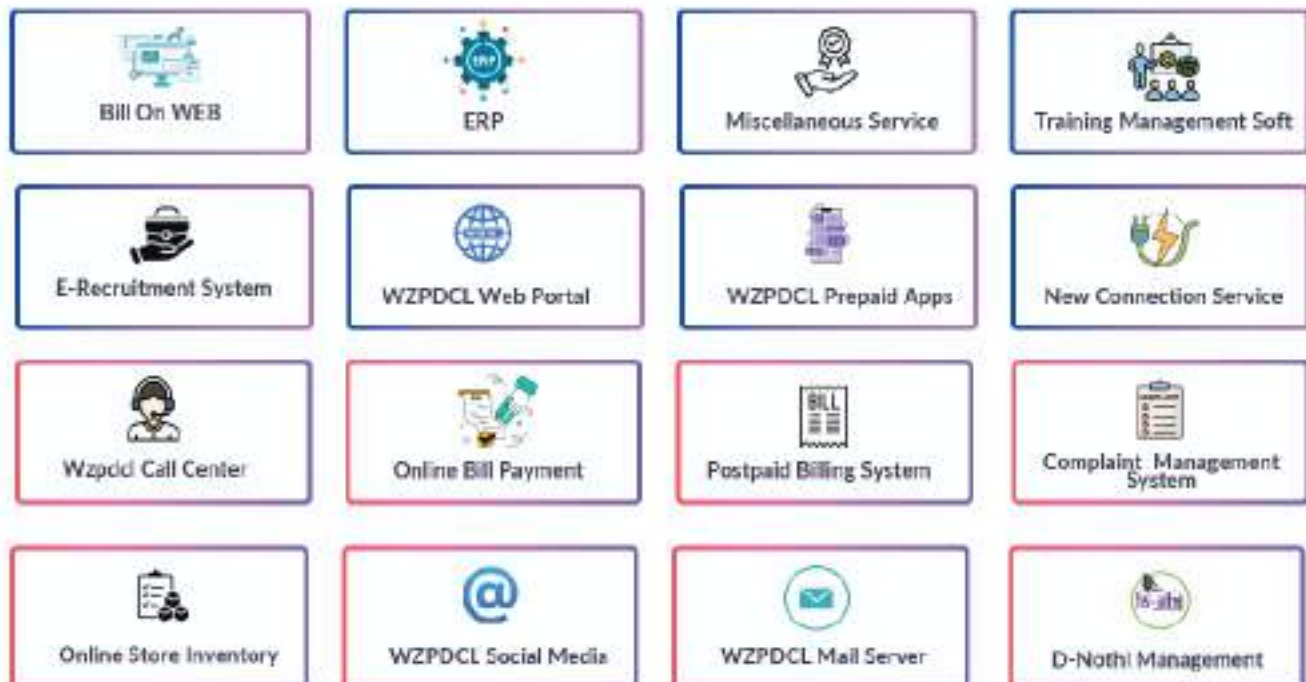 Bill On WEB
ERP
ERP
Miscellaneous Service
Training Management Soft
E-Recruitment System
WZPDCL Web Portal
WZPDCL Prepaid Apps
New Connection Service
Wzpdcl Call Center
Online Bill Payment
BILL
Postpaid Billing System
Complaint Management
System
Online Store Inventory
@
WZPDCL Social Media
WZPDCL Mail Server
D-Nothi Management